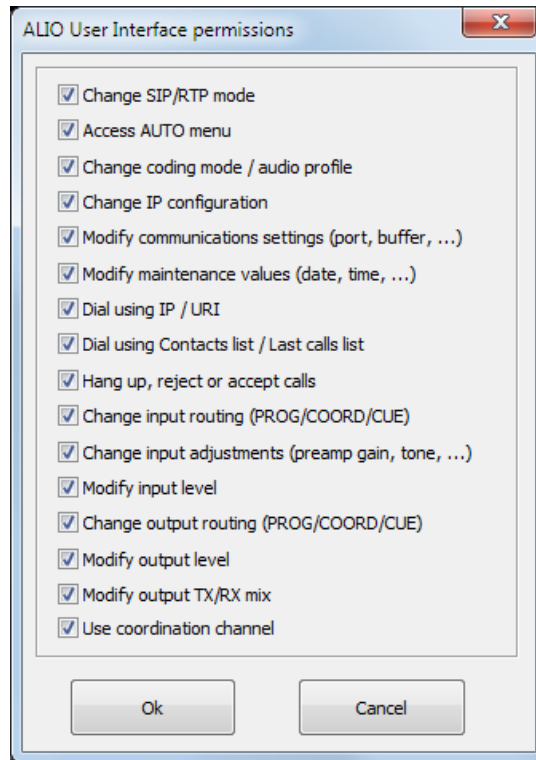 ALIO User Interface permissions
Change SIP/RTP mode
Access AUTO menu
Change coding mode / audio profile
Change IP configuration
Modify communications settings (port, buffer, ...)
Modify maintenance values (date, time, ...)
Dial using IP / URI
Dial using Contacts list / Last calls list
Hang up, reject or accept calls
Change input routing (PROG/COORD/CUE)
Change input adjustments (preamp gain, tone, ...)
Modify input level
Change output routing (PROG/COORD/CUE)
Modify output level
Modify output TX/RX mix
Use coordination channel
Ok Cancel